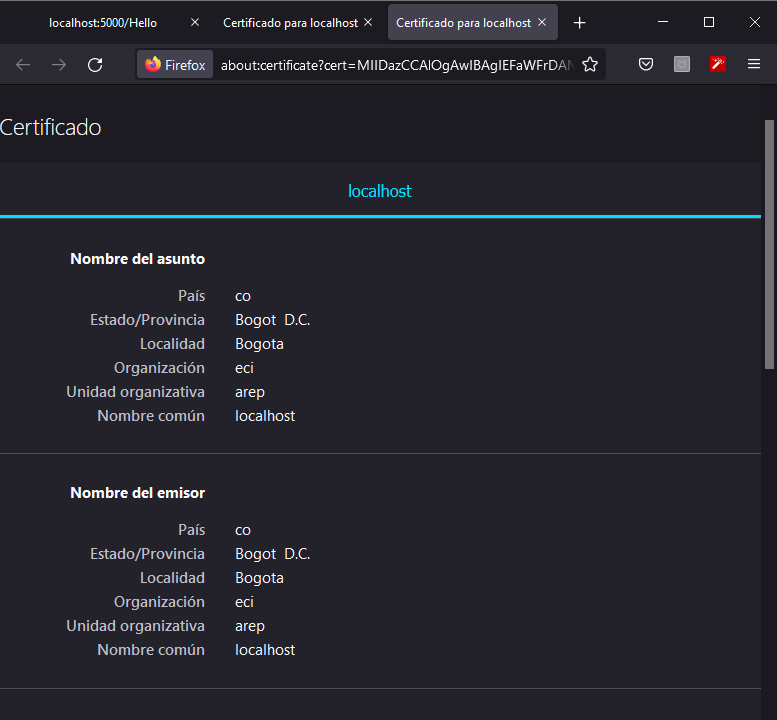 localhost:5000/Hello
Certificado para localhost
Certificado para localhost
Firefox about:certificate?cert=MIIDazCCAlOgAwIBAgIEFaWFrDAN
Certificado
localhost
Nombre del asunto
País co
Estado/Provincia Bogot D.C.
Localidad Bogota
Organización eci
Unidad organizativa arep
Nombre común localhost
Nombre del emisor
País co
Estado/Provincia Bogot D.C.
Localidad Bogota
Organización eci
Unidad organizativa arep
Nombre común localhost